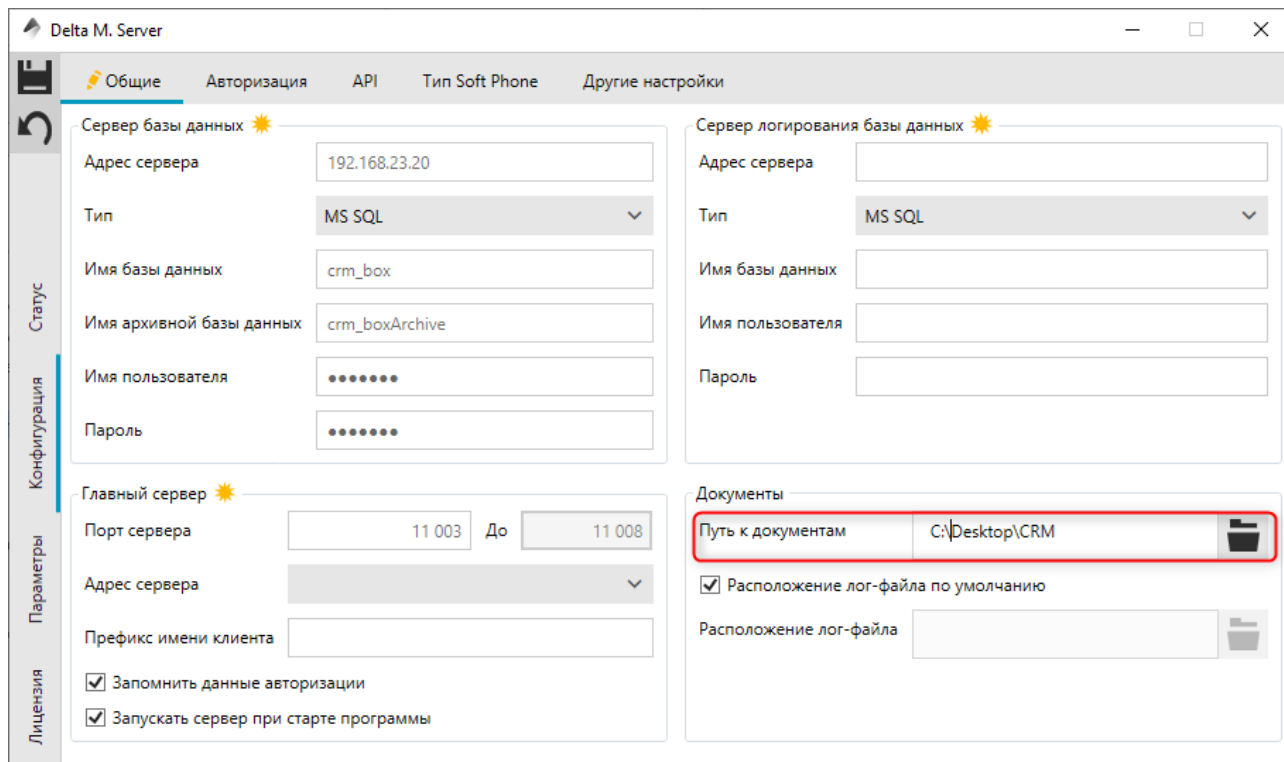 Delta M. Server
Общие Авторизация API Тип Soft Phone Другие настройки
Сервер базы данных
Адрес сервера 192.168.23.20
Тип MS SQL
Имя базы данных crm_box
Имя архивной базы данных crm_boxArchive
Имя пользователя •••••••
Пароль •••••••
Сервер логирования базы данных
Адрес сервера
Тип MS SQL
Имя базы данных
Имя пользователя
Пароль
Главный сервер
Порт сервера 11 003 До 11 008
Адрес сервера
Префикс имени клиента
Запомнить данные авторизации
Запускать сервер при старте программы
Документы
Путь к документам C:\Desktop\CRM
Расположение лог-файла по умолчанию
Расположение лог-файла
Статус
Конфигурация
Параметры
Лицензия